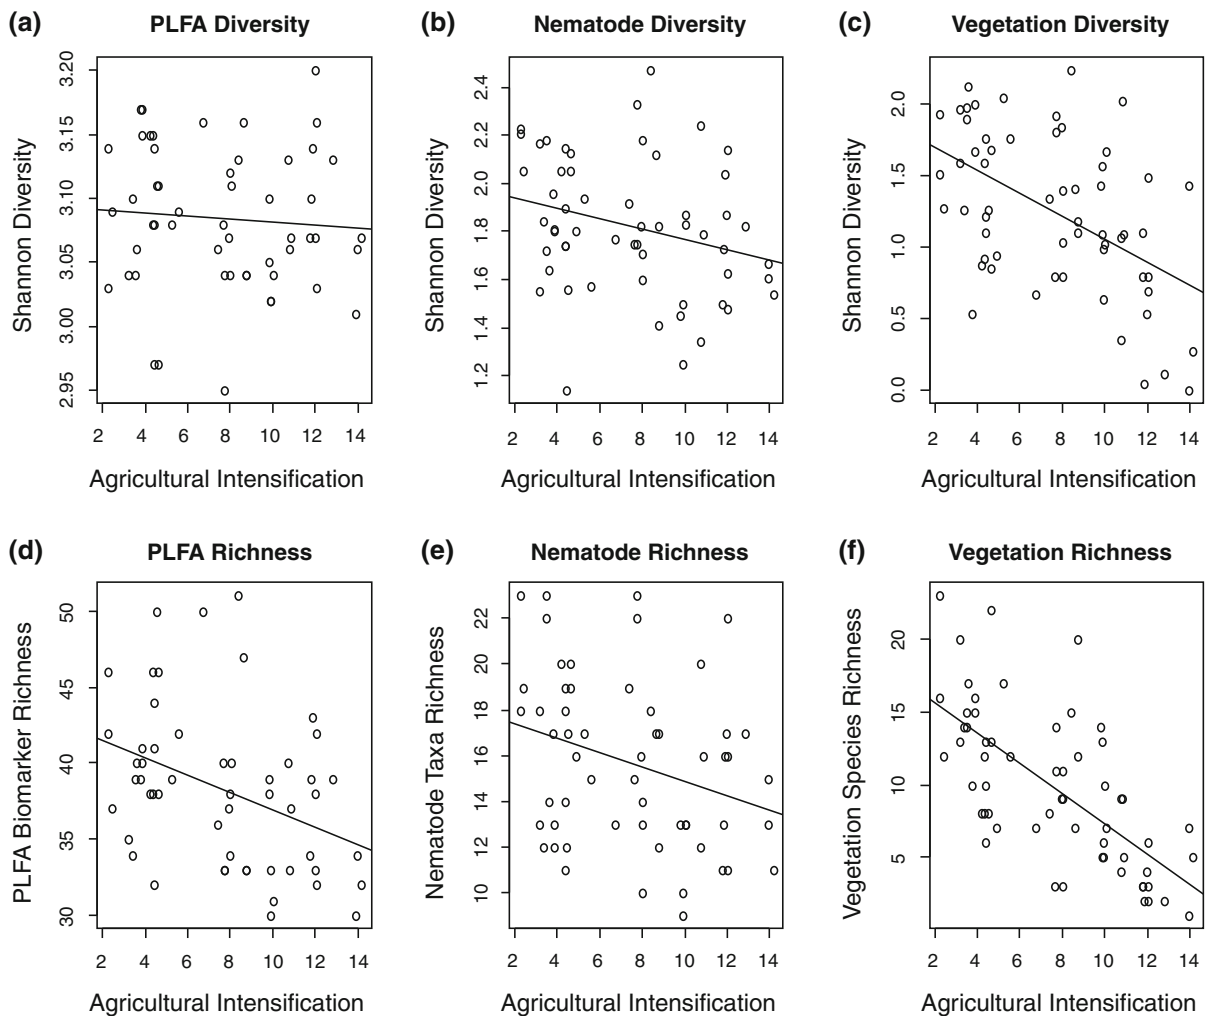 (a) PLFA Diversity
Shannon Diversity
3.20
3.15
3.10
3.05
3.00
2.95
2 4 6 8 10 12 14
Agricultural Intensification
(b) Nematode Diversity
Shannon Diversity
2.4
2.2
2.0
1.8
1.6
1.4
1.2
2 4 6 8 10 12 14
Agricultural Intensification
(c) Vegetation Diversity
Shannon Diversity
2.0
1.5
1.0
0.5
0.0
2 4 6 8 10 12 14
Agricultural Intensification
(d) PLFA Richness
PLFA Biomarker Richness
50
45
40
35
30
2 4 6 8 10 12 14
Agricultural Intensification
(e) Nematode Richness
Nematode Taxa Richness
22
20
18
16
14
12
10
2 4 6 8 10 12 14
Agricultural Intensification
(f) Vegetation Richness
Vegetation Species Richness
20
15
10
5
2 4 6 8 10 12 14
Agricultural Intensification